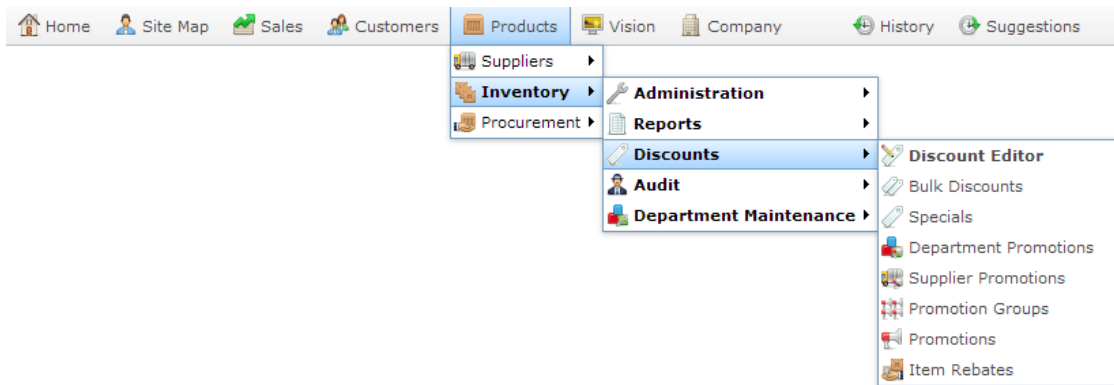 Home Site Map Sales Customers Products Vision Company History Suggestions
Suppliers
Inventory
Procurement
Administration
Reports
Discounts
Audit
Department Maintenance
Discount Editor
Bulk Discounts
Specials
Department Promotions
Supplier Promotions
Promotion Groups
Promotions
Item Rebates